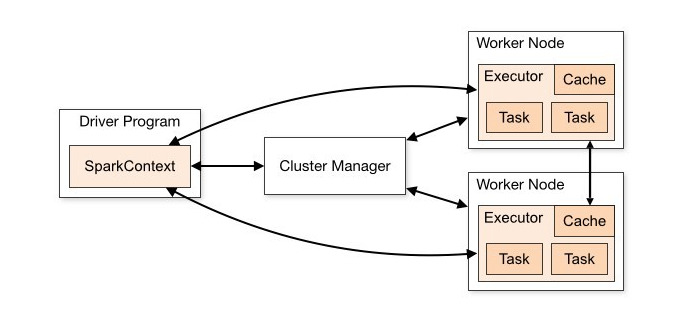 Driver Program
SparkContext
Cluster Manager
Worker Node
Executor
Cache
Task
Task
Worker Node
Executor
Cache
Task
Task